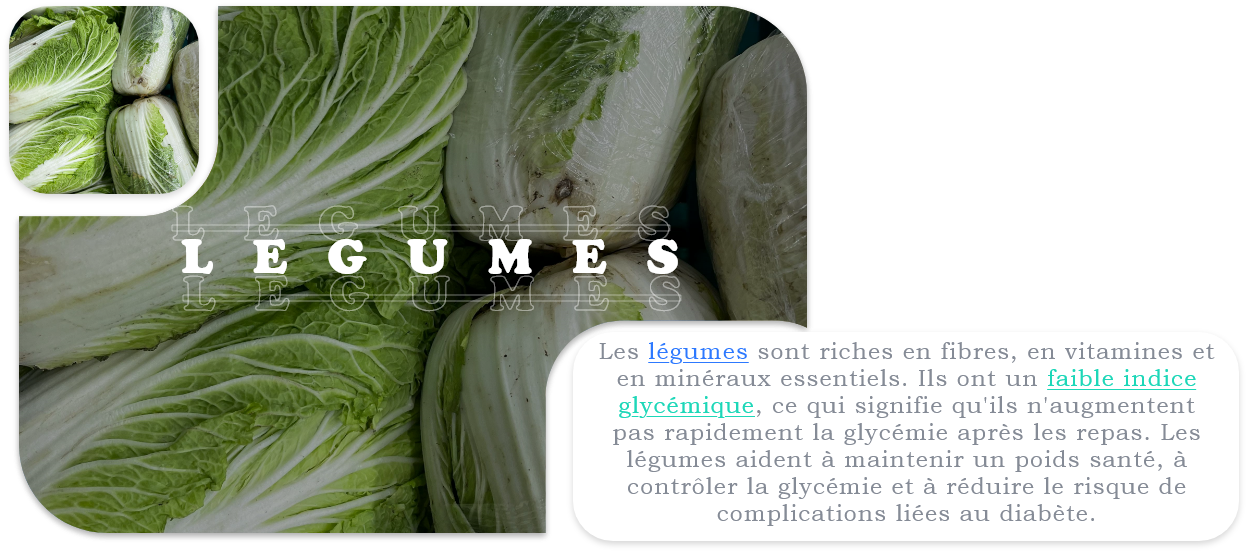 LEGUMES
LEGUMES
LEGUMES
Les légumes sont riches en fibres, en vitamines et
en minéraux essentiels. Ils ont un faible indice
glycémique, ce qui signifie qu'ils n'augmentent
pas rapidement la glycémie après les repas. Les
légumes aident à maintenir un poids santé, à
contrôler la glycémie et à réduire le risque de
complications liées au diabète.